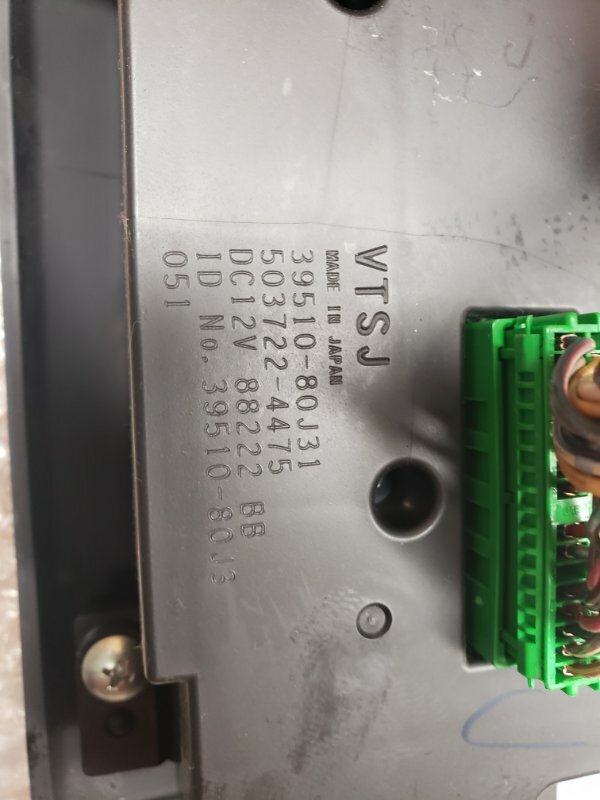 VTSJ
MADE IN JAPAN
39510-80J31
503722-4475
DC12V 88222 BB
ID No. 39510-80J3
051